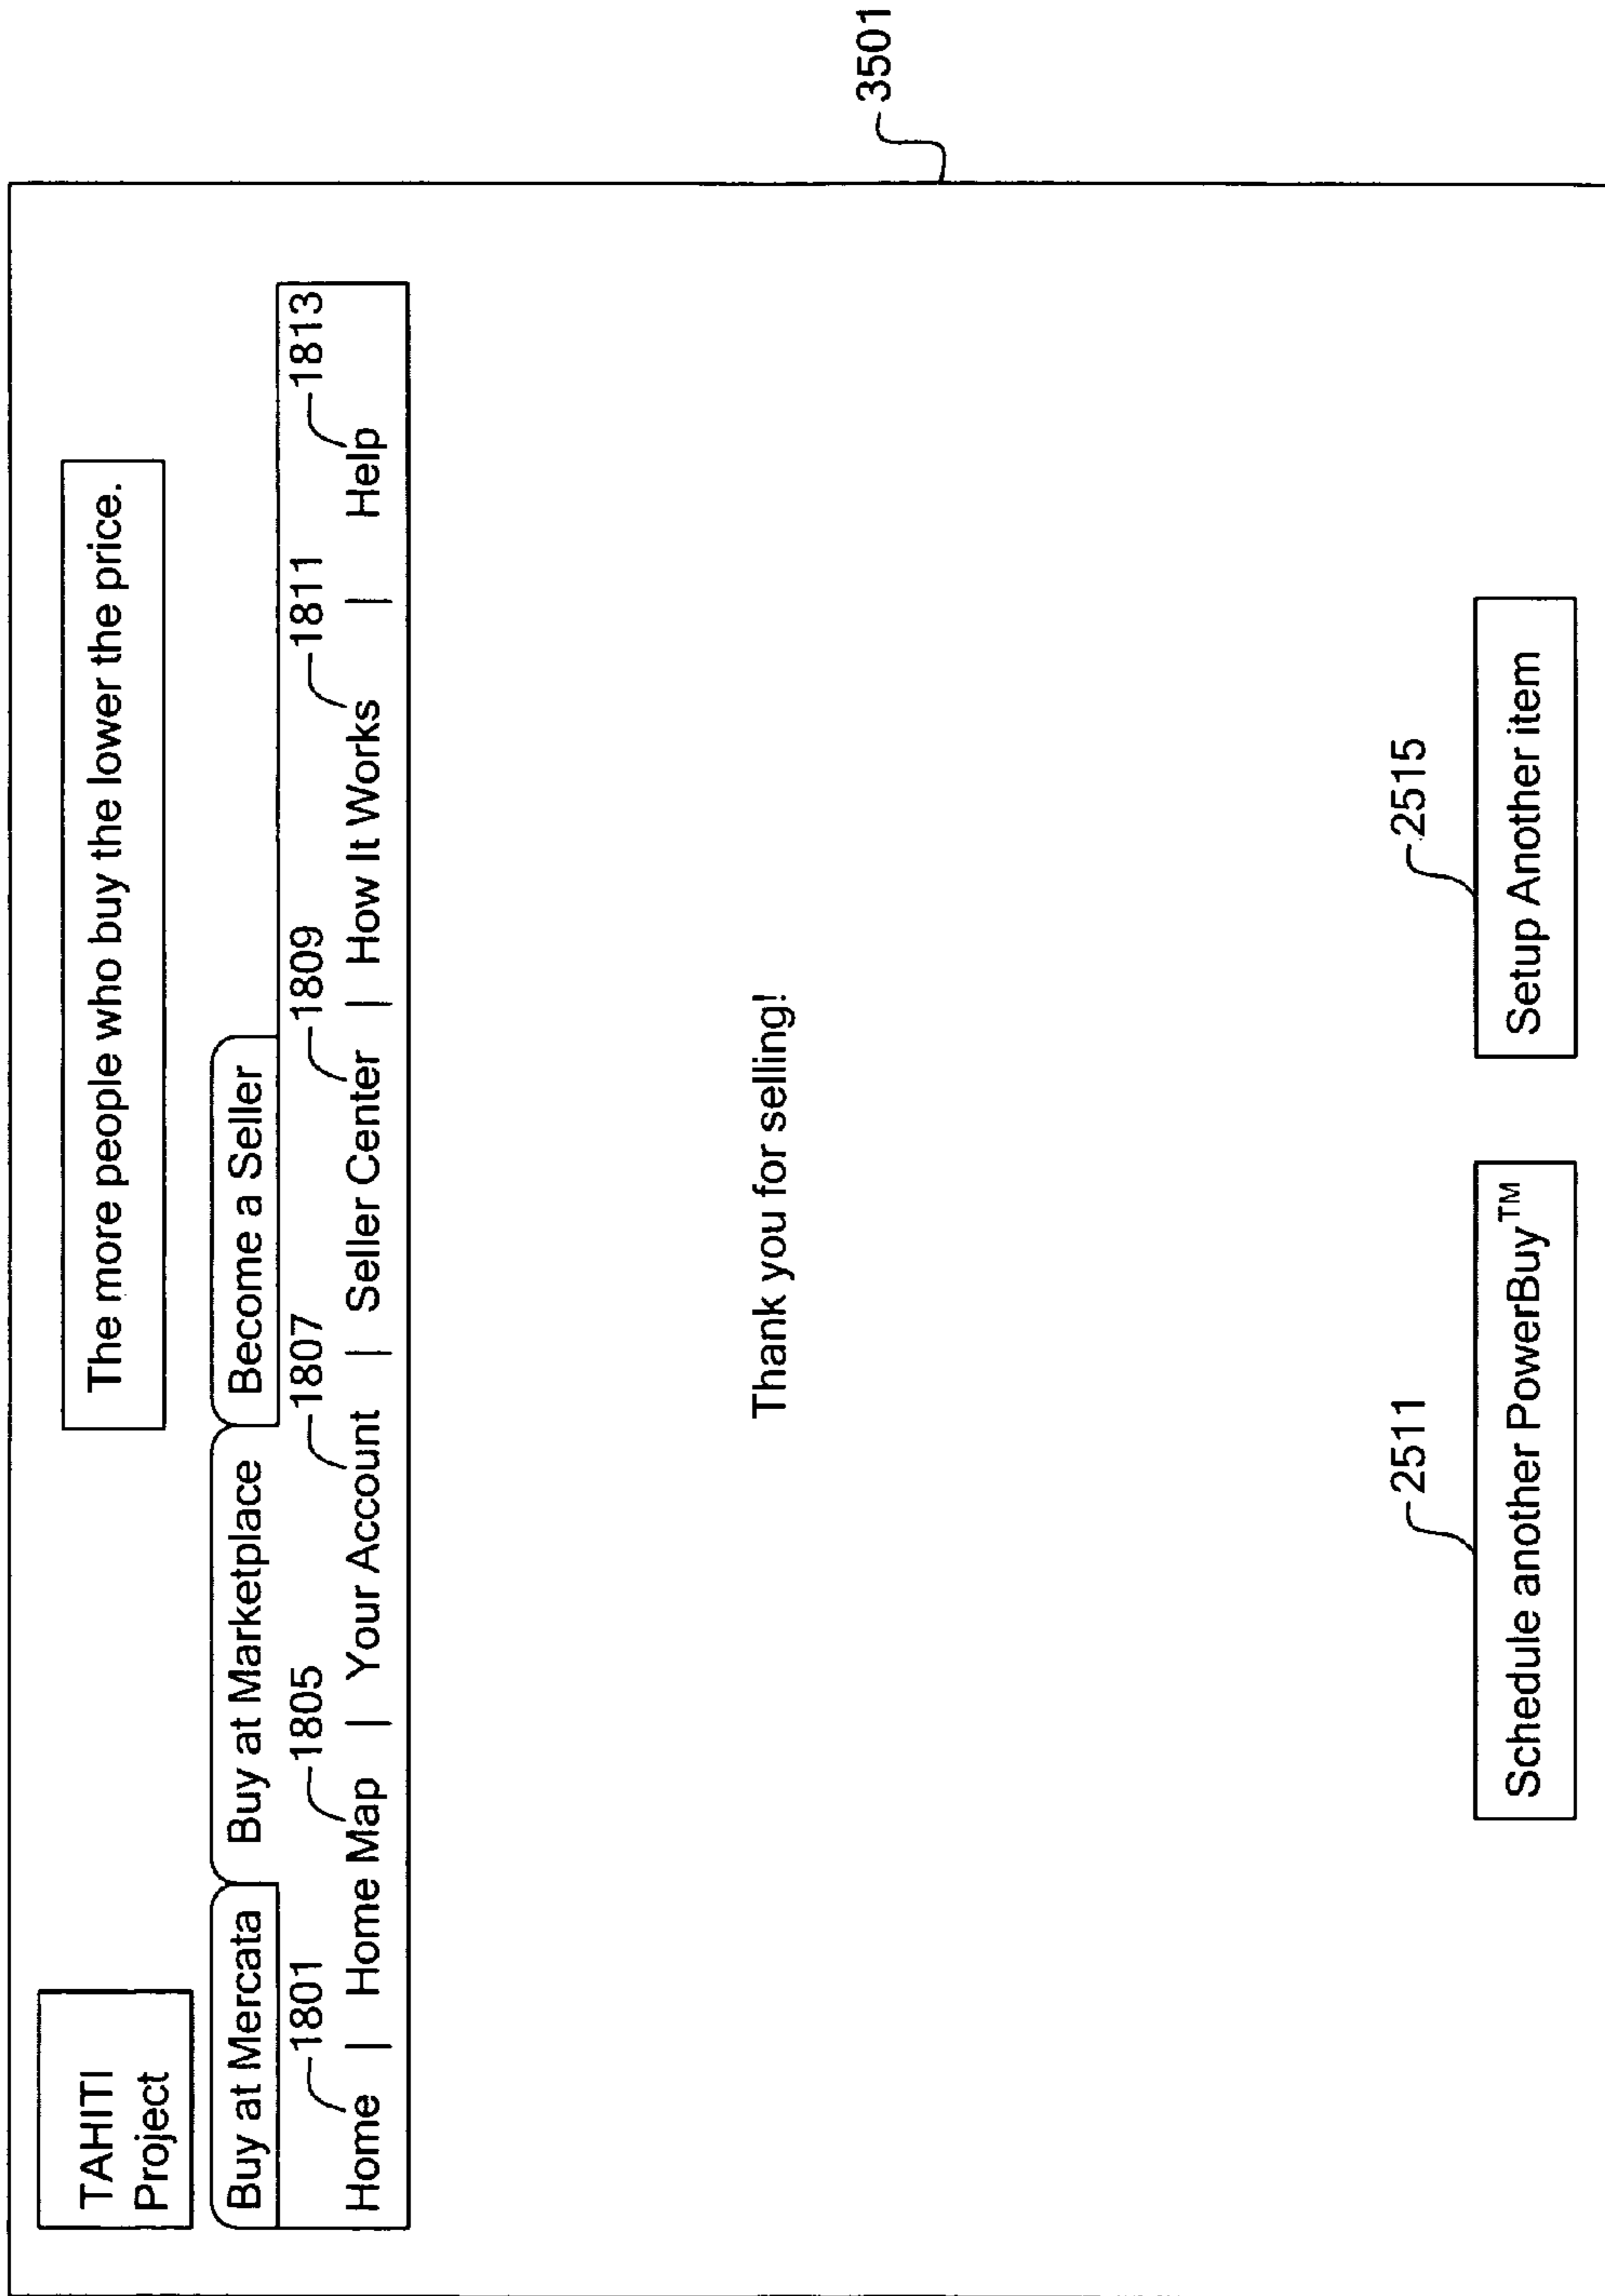 TAHITI
Project
The more people who buy the lower the price.
Buy at Mercata Buy at Marketplace Become a Seller
1801 1805 1807 1809 1811 1813
Home | Home Map | Your Account | Seller Center | How It Works | Help
3501
Thank you for selling!
2511 2515
Schedule another PowerBuy™ Setup Another item